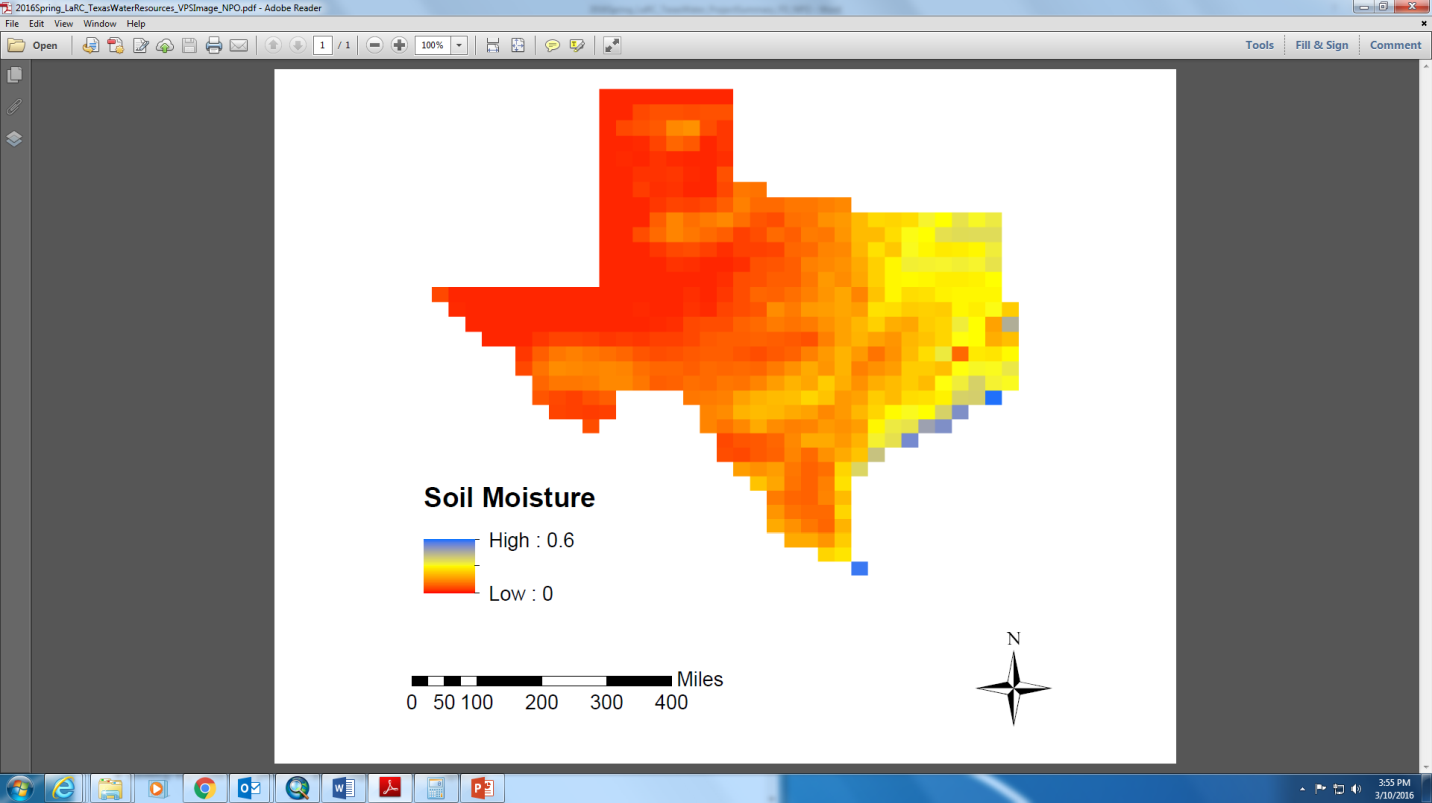 2016Spring_LaRC_TexasWaterResources_VPSImage_NPO.pdf - Adobe Reader
File Edit View Window Help
Open 1 / 1 100% Tools Fill & Sign Comment
Soil Moisture
High : 0.6
Low : 0
N
Miles
0 50 100 200 300 400
3:55 PM
3/10/2016